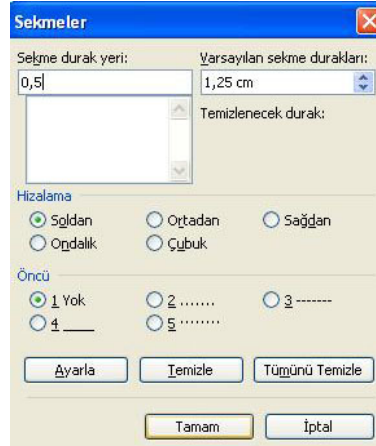 Sekmeler
Sekme durak yeri: Varsayılan sekme durakları:
0,5 1,25 cm
Temizlenecek durak:
Hizalama
Soldan Ortadan Sağdan
Ondalık Çubuk
Öncü
1 Yok 2 ....... 3 -------
4 ____ 5 ········
Ayarla Temizle Tümünü Temizle
Tamam İptal